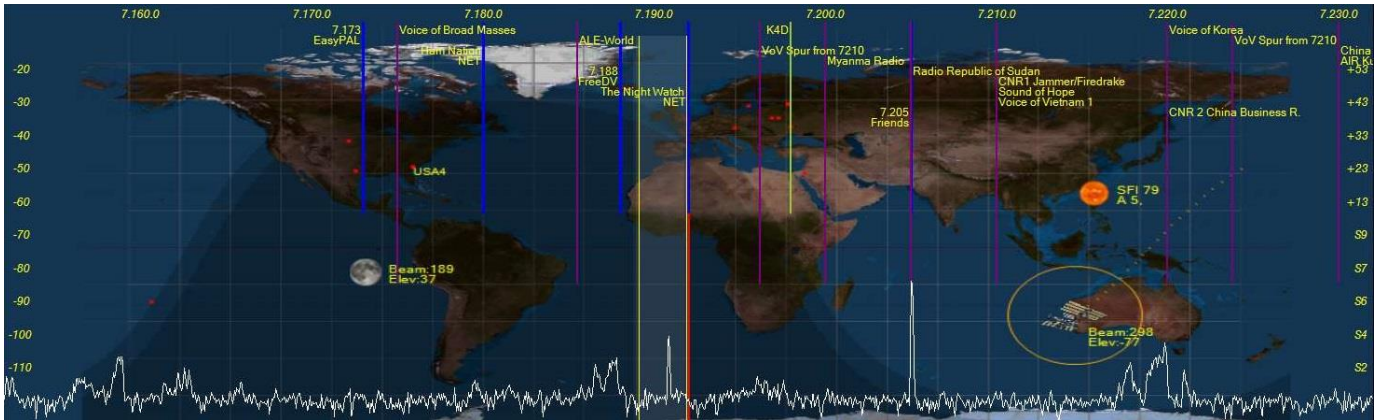 7.160.0 7.170.0 7.180.0 7.190.0 7.200.0 7.210.0 7.220.0 7.230.0
7.173
EasyPAL
Voice of Broad Masses
Ham Nation
NET
ALE-World
7.188
FreeDV
The Night Watch
NET
K4D
VoV Spur from 7210
Myanma Radio
7.205
Friends
Radio Republic of Sudan
CNR1 Jammer/Firedrake
Sound of Hope
Voice of Vietnam 1
Voice of Korea
VoV Spur from 7210
CNR 2 China Business R.
China
AIR
-20
-30
-40
-50
-60
-70
-80
-90
-100
-110
+53
+43
+33
+23
+13
S9
S7
S6
S4
S2
USA4
SFI 79
A 5,
Beam:189
Elev:37
Beam:298
Elev:-77